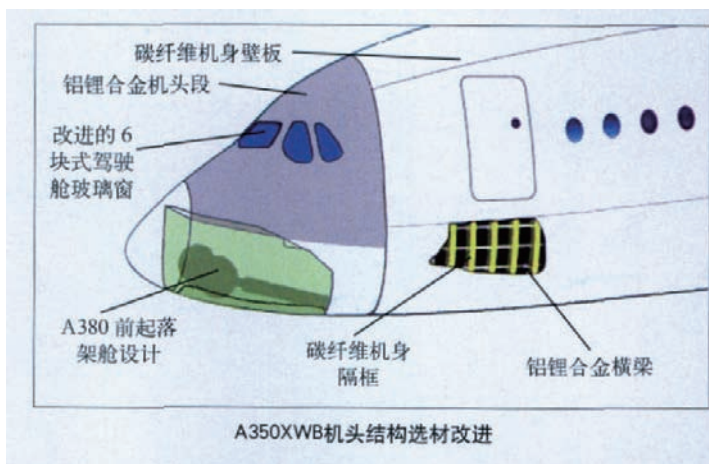 碳纤维机身壁板
铝锂合金机头段
改进的 6
块式驾驶
舱玻璃窗
A380 前起落
架舱设计
碳纤维机身
隔框
铝锂合金横梁
A350XWB机头结构选材改进